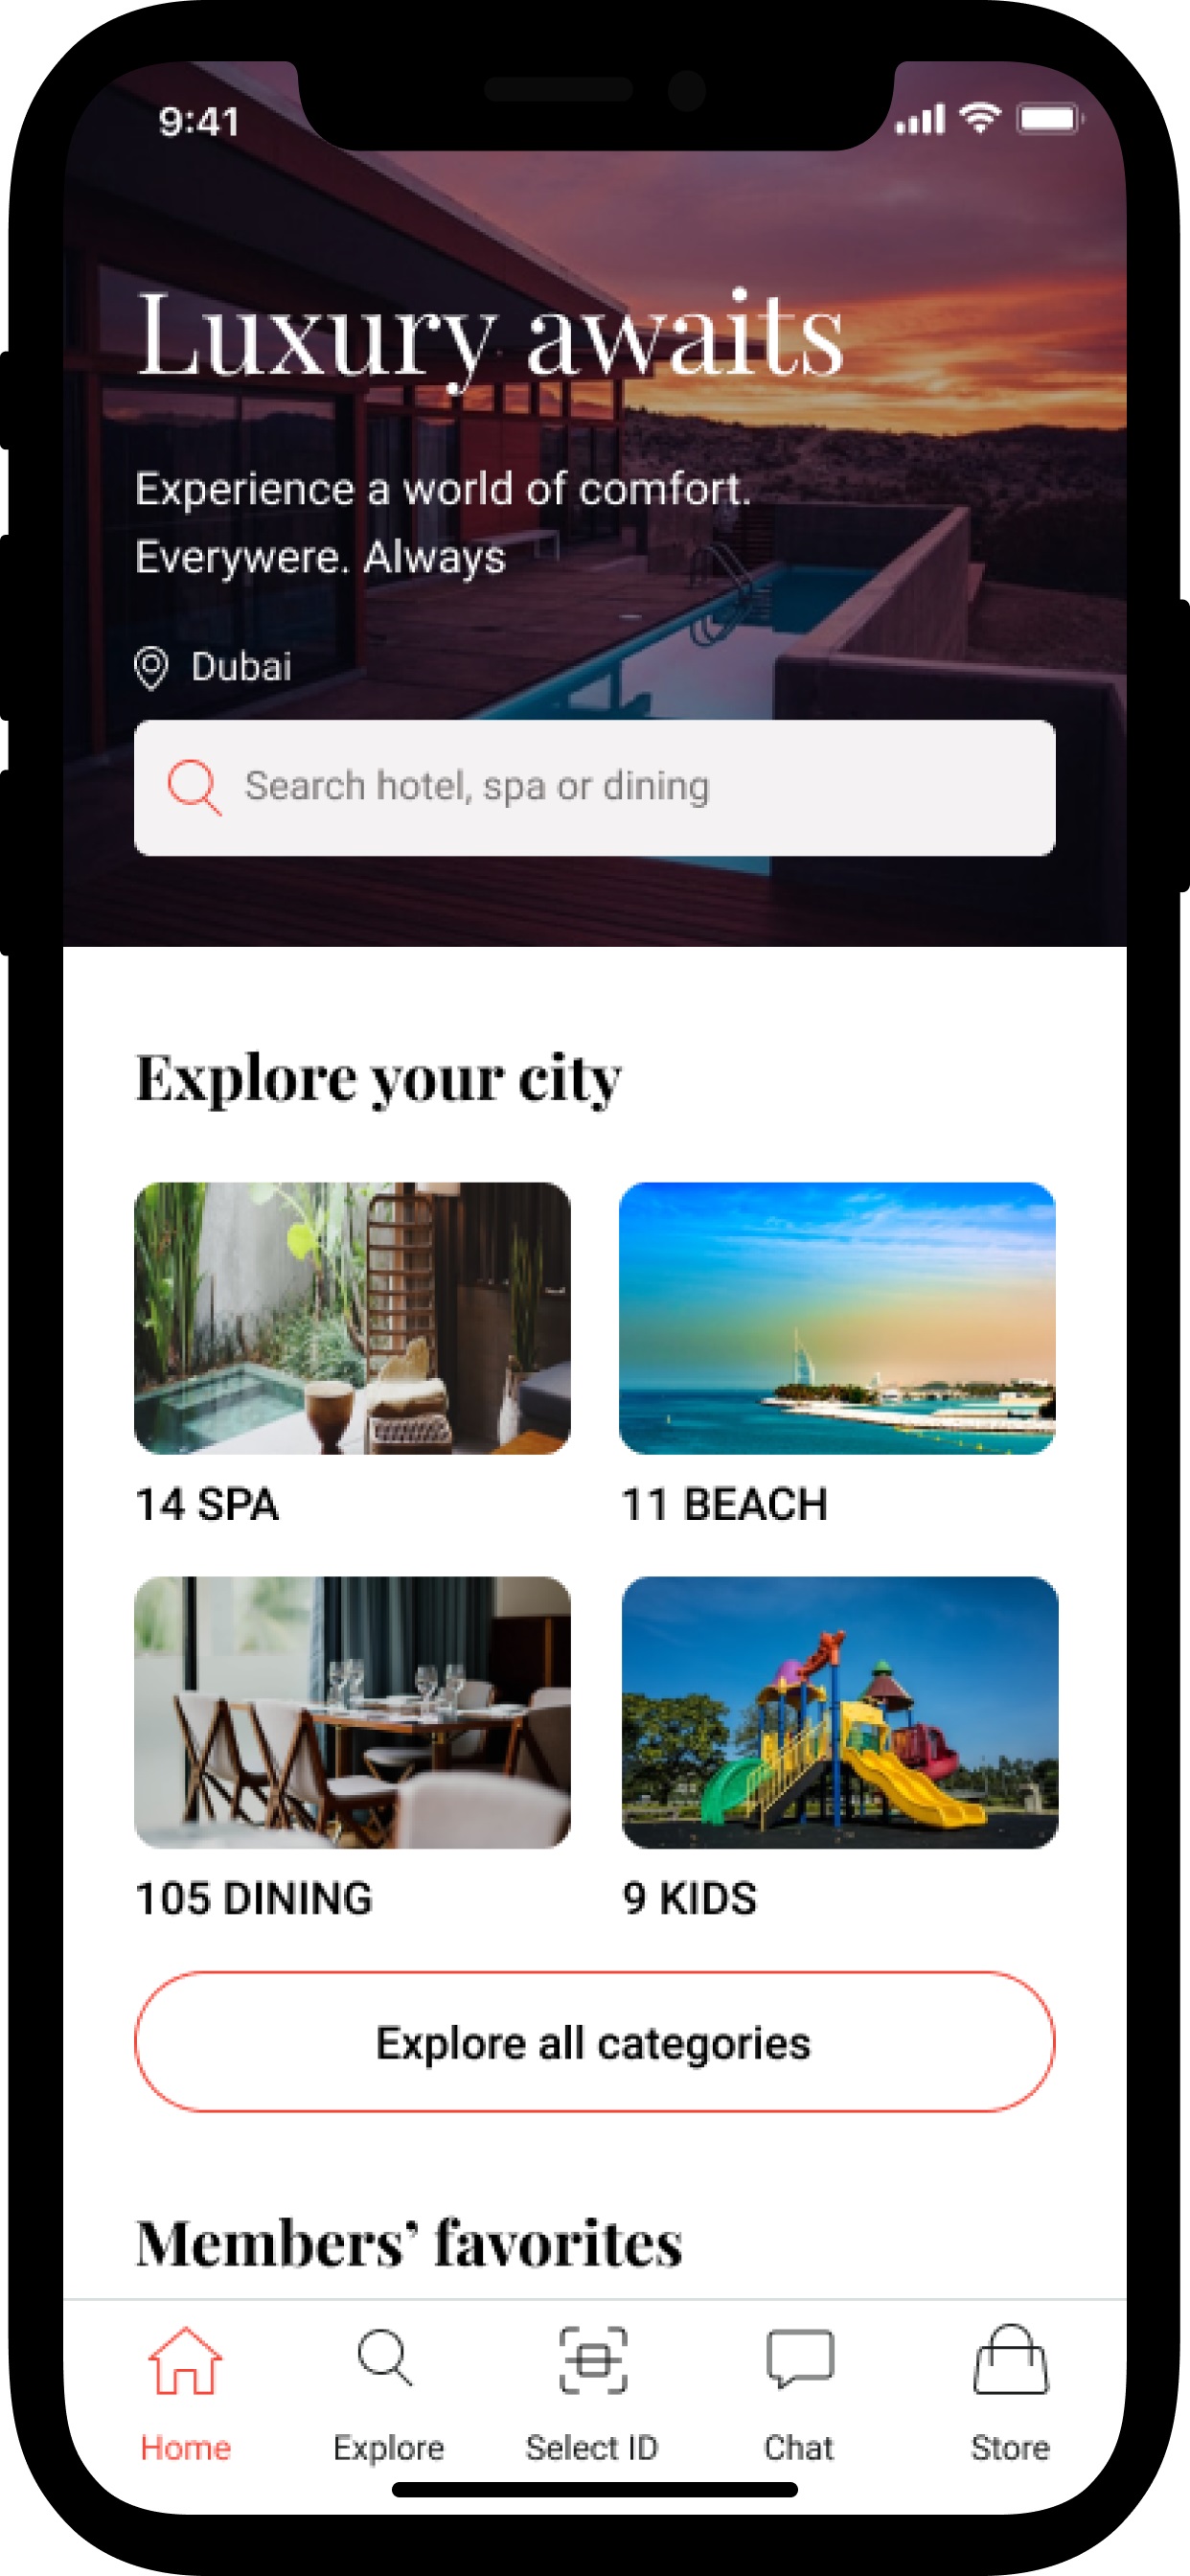 9:41
Luxury awaits
Experience a world of comfort.
Everywere. Always
Dubai
Search hotel, spa or dining
Explore your city
14 SPA
11 BEACH
105 DINING
9 KIDS
Explore all categories
Members’ favorites
Home
Explore
Select ID
Chat
Store